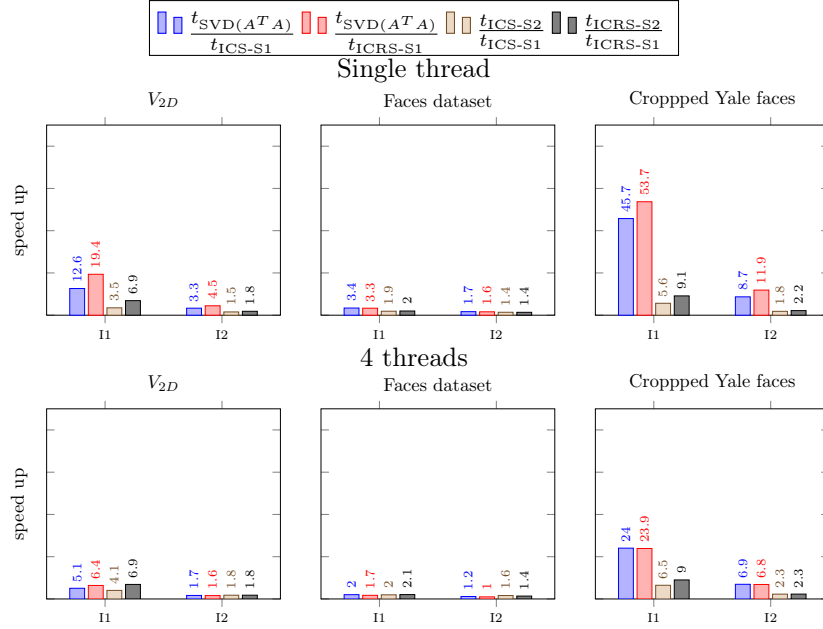 t_SVD(A^T A) / t_ICS-S1 t_SVD(A^T A) / t_ICRS-S1 t_ICS-S2 / t_ICS-S1 t_ICRS-S2 / t_ICRS-S1
Single thread
V_2D Faces dataset Croppped Yale faces
speed up
12.6 19.4 3.5 6.9 3.3 4.5 1.5 1.8
3.4 3.3 1.9 2 1.7 1.6 1.4 1.4
45.7 53.7 5.6 9.1 8.7 11.9 1.8 2.2
I1 I2 I1 I2 I1 I2
4 threads
V_2D Faces dataset Croppped Yale faces
speed up
5.1 6.4 4.1 6.9 1.7 1.6 1.8 1.8
2 1.7 2 2.1 1.2 1 1.6 1.4
24 23.9 6.5 9 6.9 6.8 2.3 2.3
I1 I2 I1 I2 I1 I2